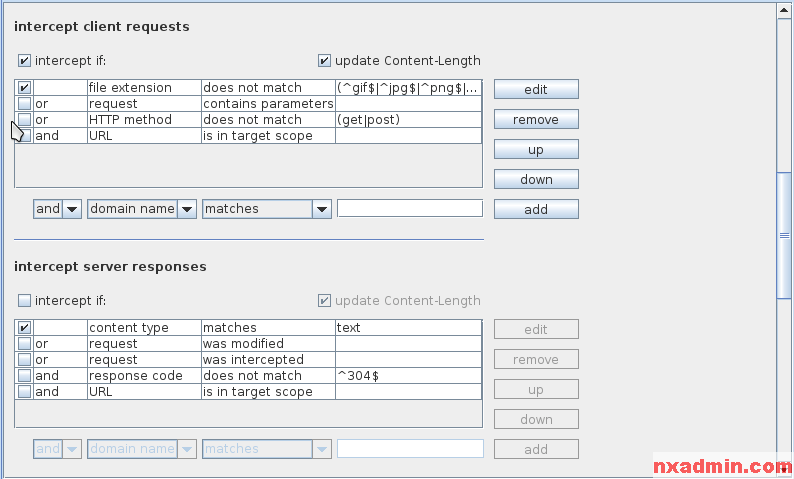 intercept client requests
intercept if: update Content-Length
file extension does not match (^gif$|^jpg$|^png$|... edit
or request contains parameters
or HTTP method does not match (get|post) remove
and URL is in target scope
up
down
and domain name matches add
intercept server responses
intercept if: update Content-Length
content type matches text edit
or request was modified
or request was intercepted remove
and response code does not match ^304$
and URL is in target scope up
down
and domain name matches add
nxadmin.com